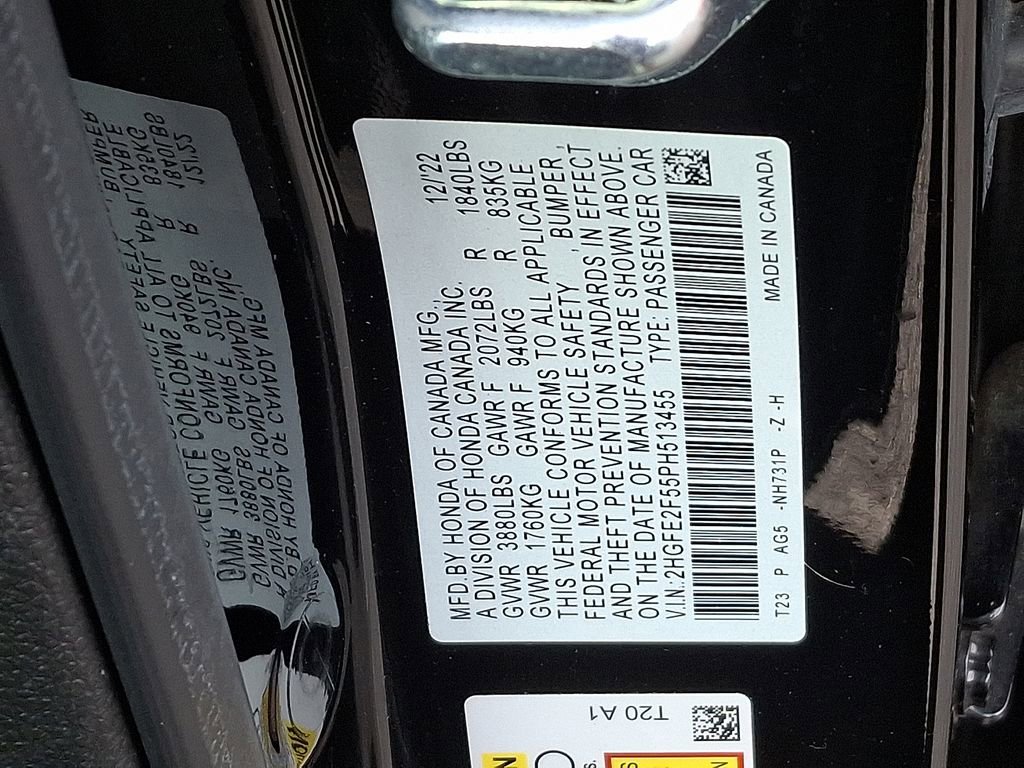 MFD.BY HONDA OF CANADA MFG., 12/'22
A DIVISION OF HONDA CANADA INC.
GVWR 3880LBS GAWR F 2072LBS R 1840LBS
GVWR 1760KG GAWR F 940KG R 835KG
THIS VEHICLE CONFORMS TO ALL APPLICABLE
FEDERAL MOTOR VEHICLE SAFETY , BUMPER,
AND THEFT PREVENTION STANDARDS IN EFFECT
ON THE DATE OF MANUFACTURE SHOWN ABOVE.
V.I.N.:2HGFE2F55PH513455 TYPE: PASSENGER CAR
T23 P AG5 -NH731P -Z -H MADE IN CANADA
T20 A1